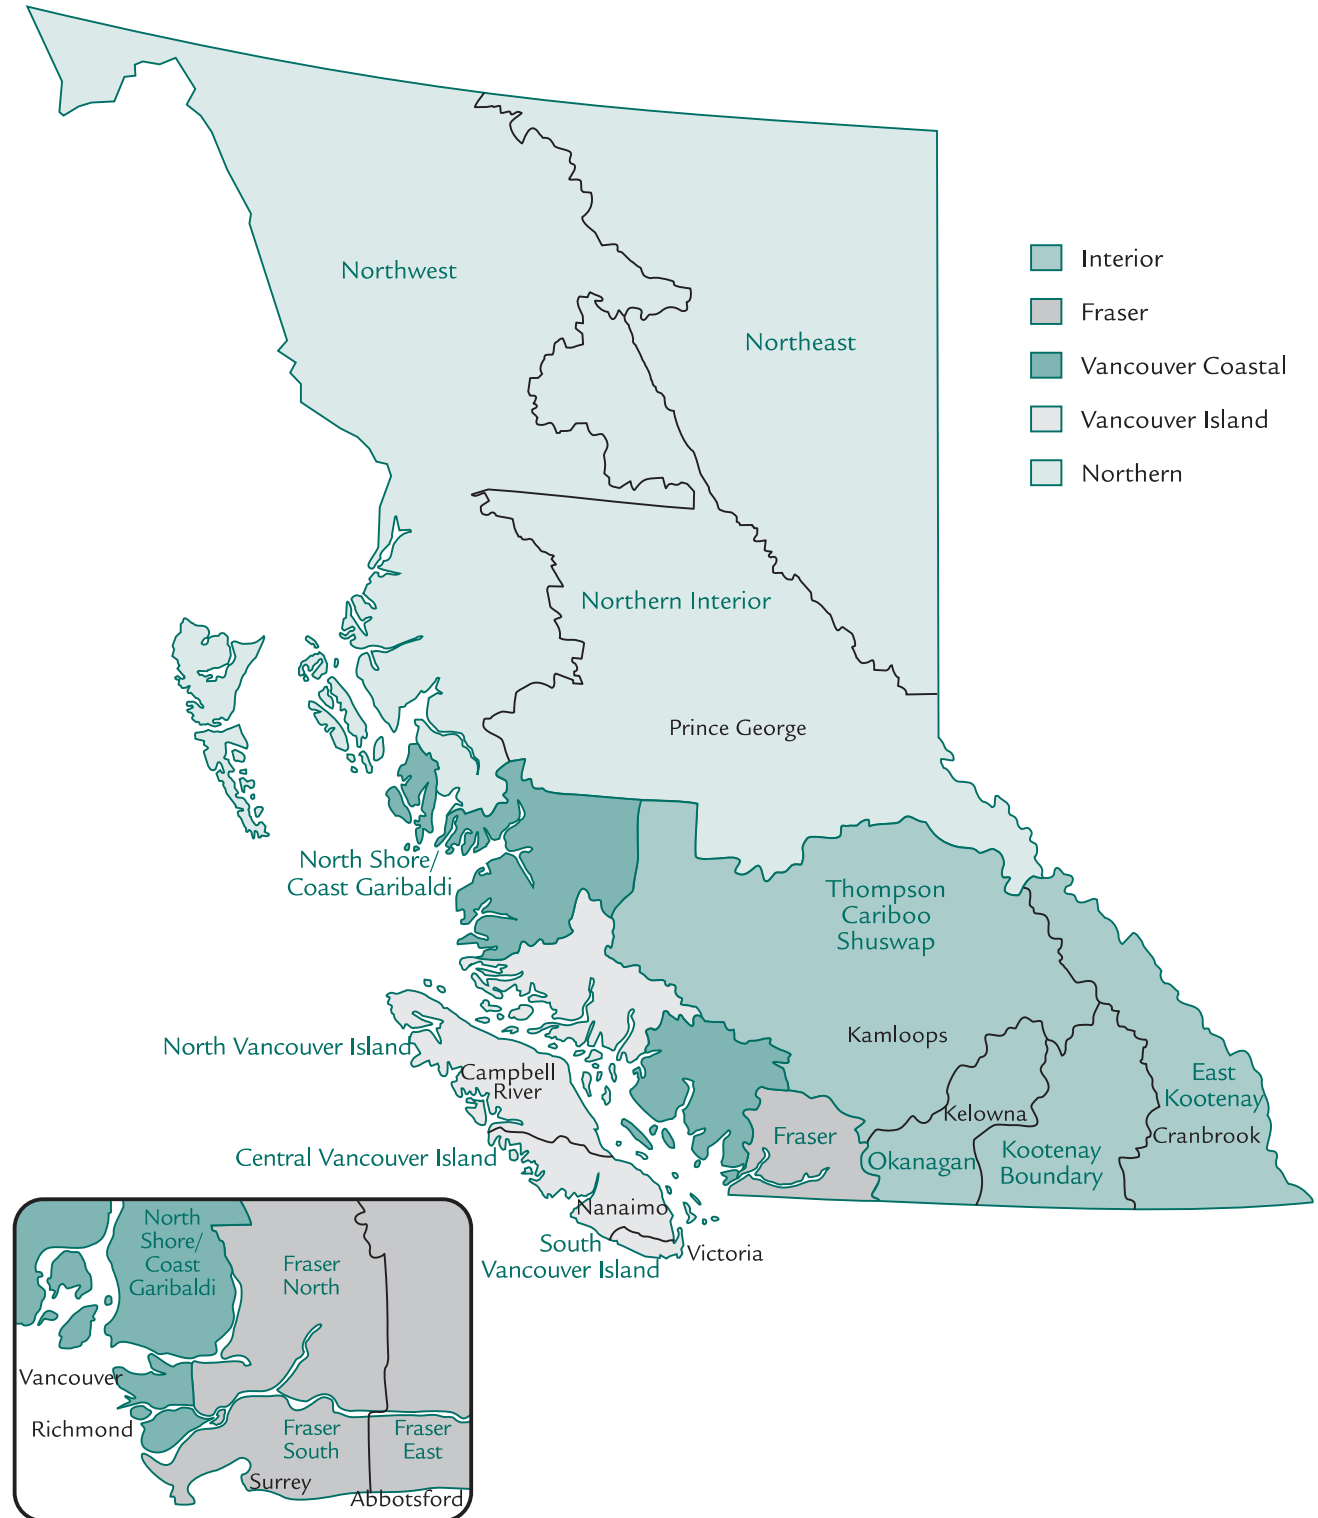 Northwest
Northeast
Interior
Fraser
Vancouver Coastal
Vancouver Island
Northern
Northern Interior
Prince George
North Shore/
Coast Garibaldi
Thompson
Cariboo
Shuswap
Kamloops
North Vancouver Island
Campbell
River
East
Kootenay
Kelowna
Cranbrook
Fraser
Okanagan
Kootenay
Boundary
Central Vancouver Island
Nanaimo
South
Vancouver Island
Victoria
North
Shore/
Coast
Garibaldi
Fraser
North
Vancouver
Richmond
Fraser
South
Fraser
East
Surrey
Abbotsford